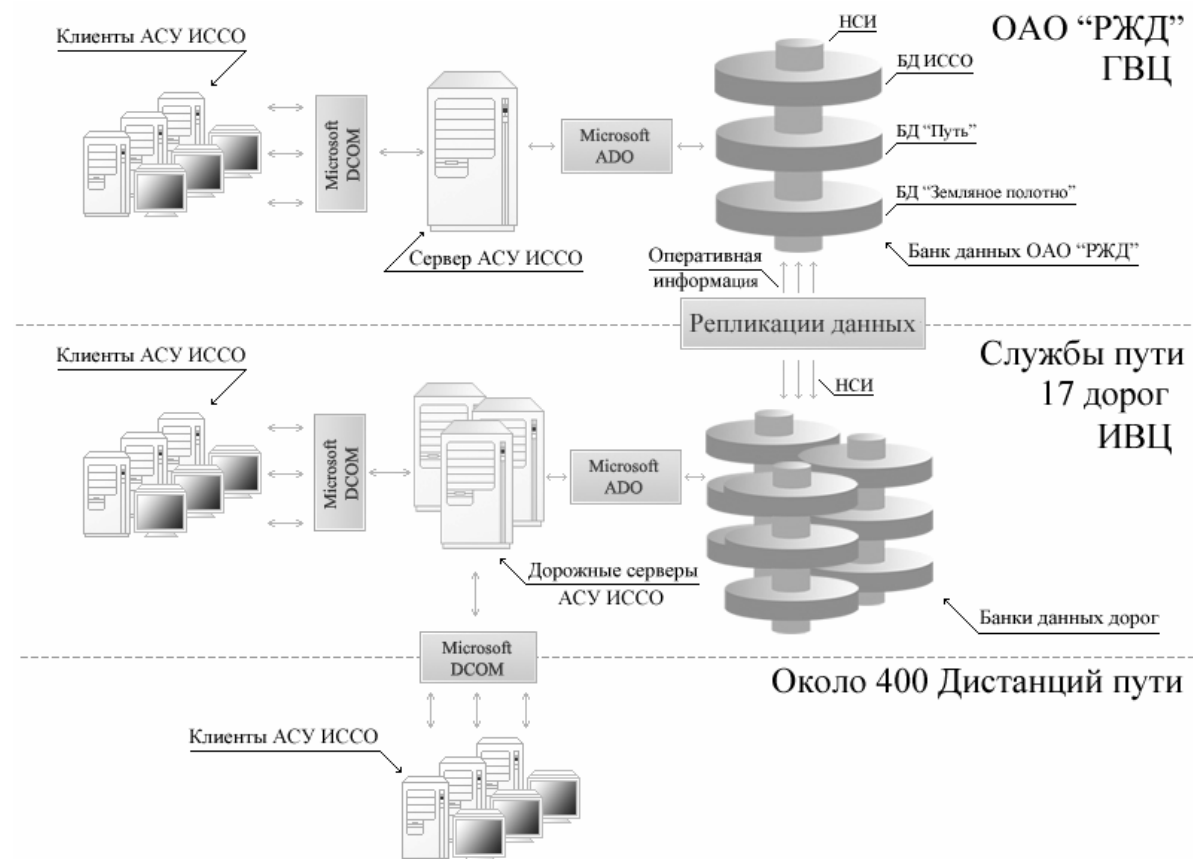 Клиенты АСУ ИССО
Microsoft
DCOM
Сервер АСУ ИССО
Microsoft
ADO
НСИ
БД ИССО
БД “Путь”
БД “Земляное полотно”
Банк данных ОАО “РЖД”
ОАО “РЖД”
ГВЦ
Оперативная
информация
Репликации данных
НСИ
Службы пути
17 дорог
ИВЦ
Клиенты АСУ ИССО
Microsoft
DCOM
Microsoft
ADO
Дорожные серверы
АСУ ИССО
Банки данных дорог
Microsoft
DCOM
Около 400 Дистанций пути
Клиенты АСУ ИССО